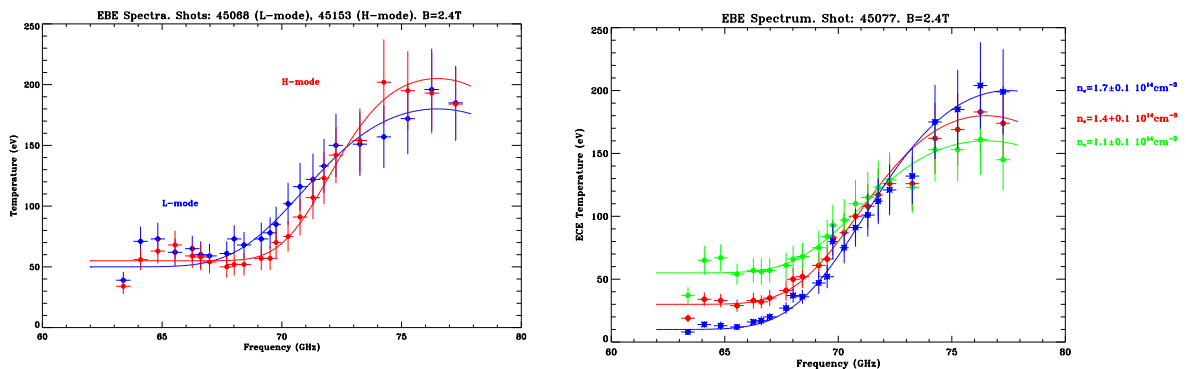 EBE Spectra. Shots: 45068 (L-mode), 45153 (H-mode). B=2.4T
250
200
150
100
50
0
Temperature (eV)
H-mode
L-mode
60 65 70 75 80
Frequency (GHz)
EBE Spectrum. Shot: 45077. B=2.4T
250
200
150
100
50
0
ECE Temperature (eV)
60 65 70 75 80
Frequency (GHz)
nₑ=1.7±0.1 10¹⁴cm⁻³
nₑ=1.4+0.1 10¹⁴cm⁻³
nₑ=1.1±0.1 10¹⁴cm⁻³